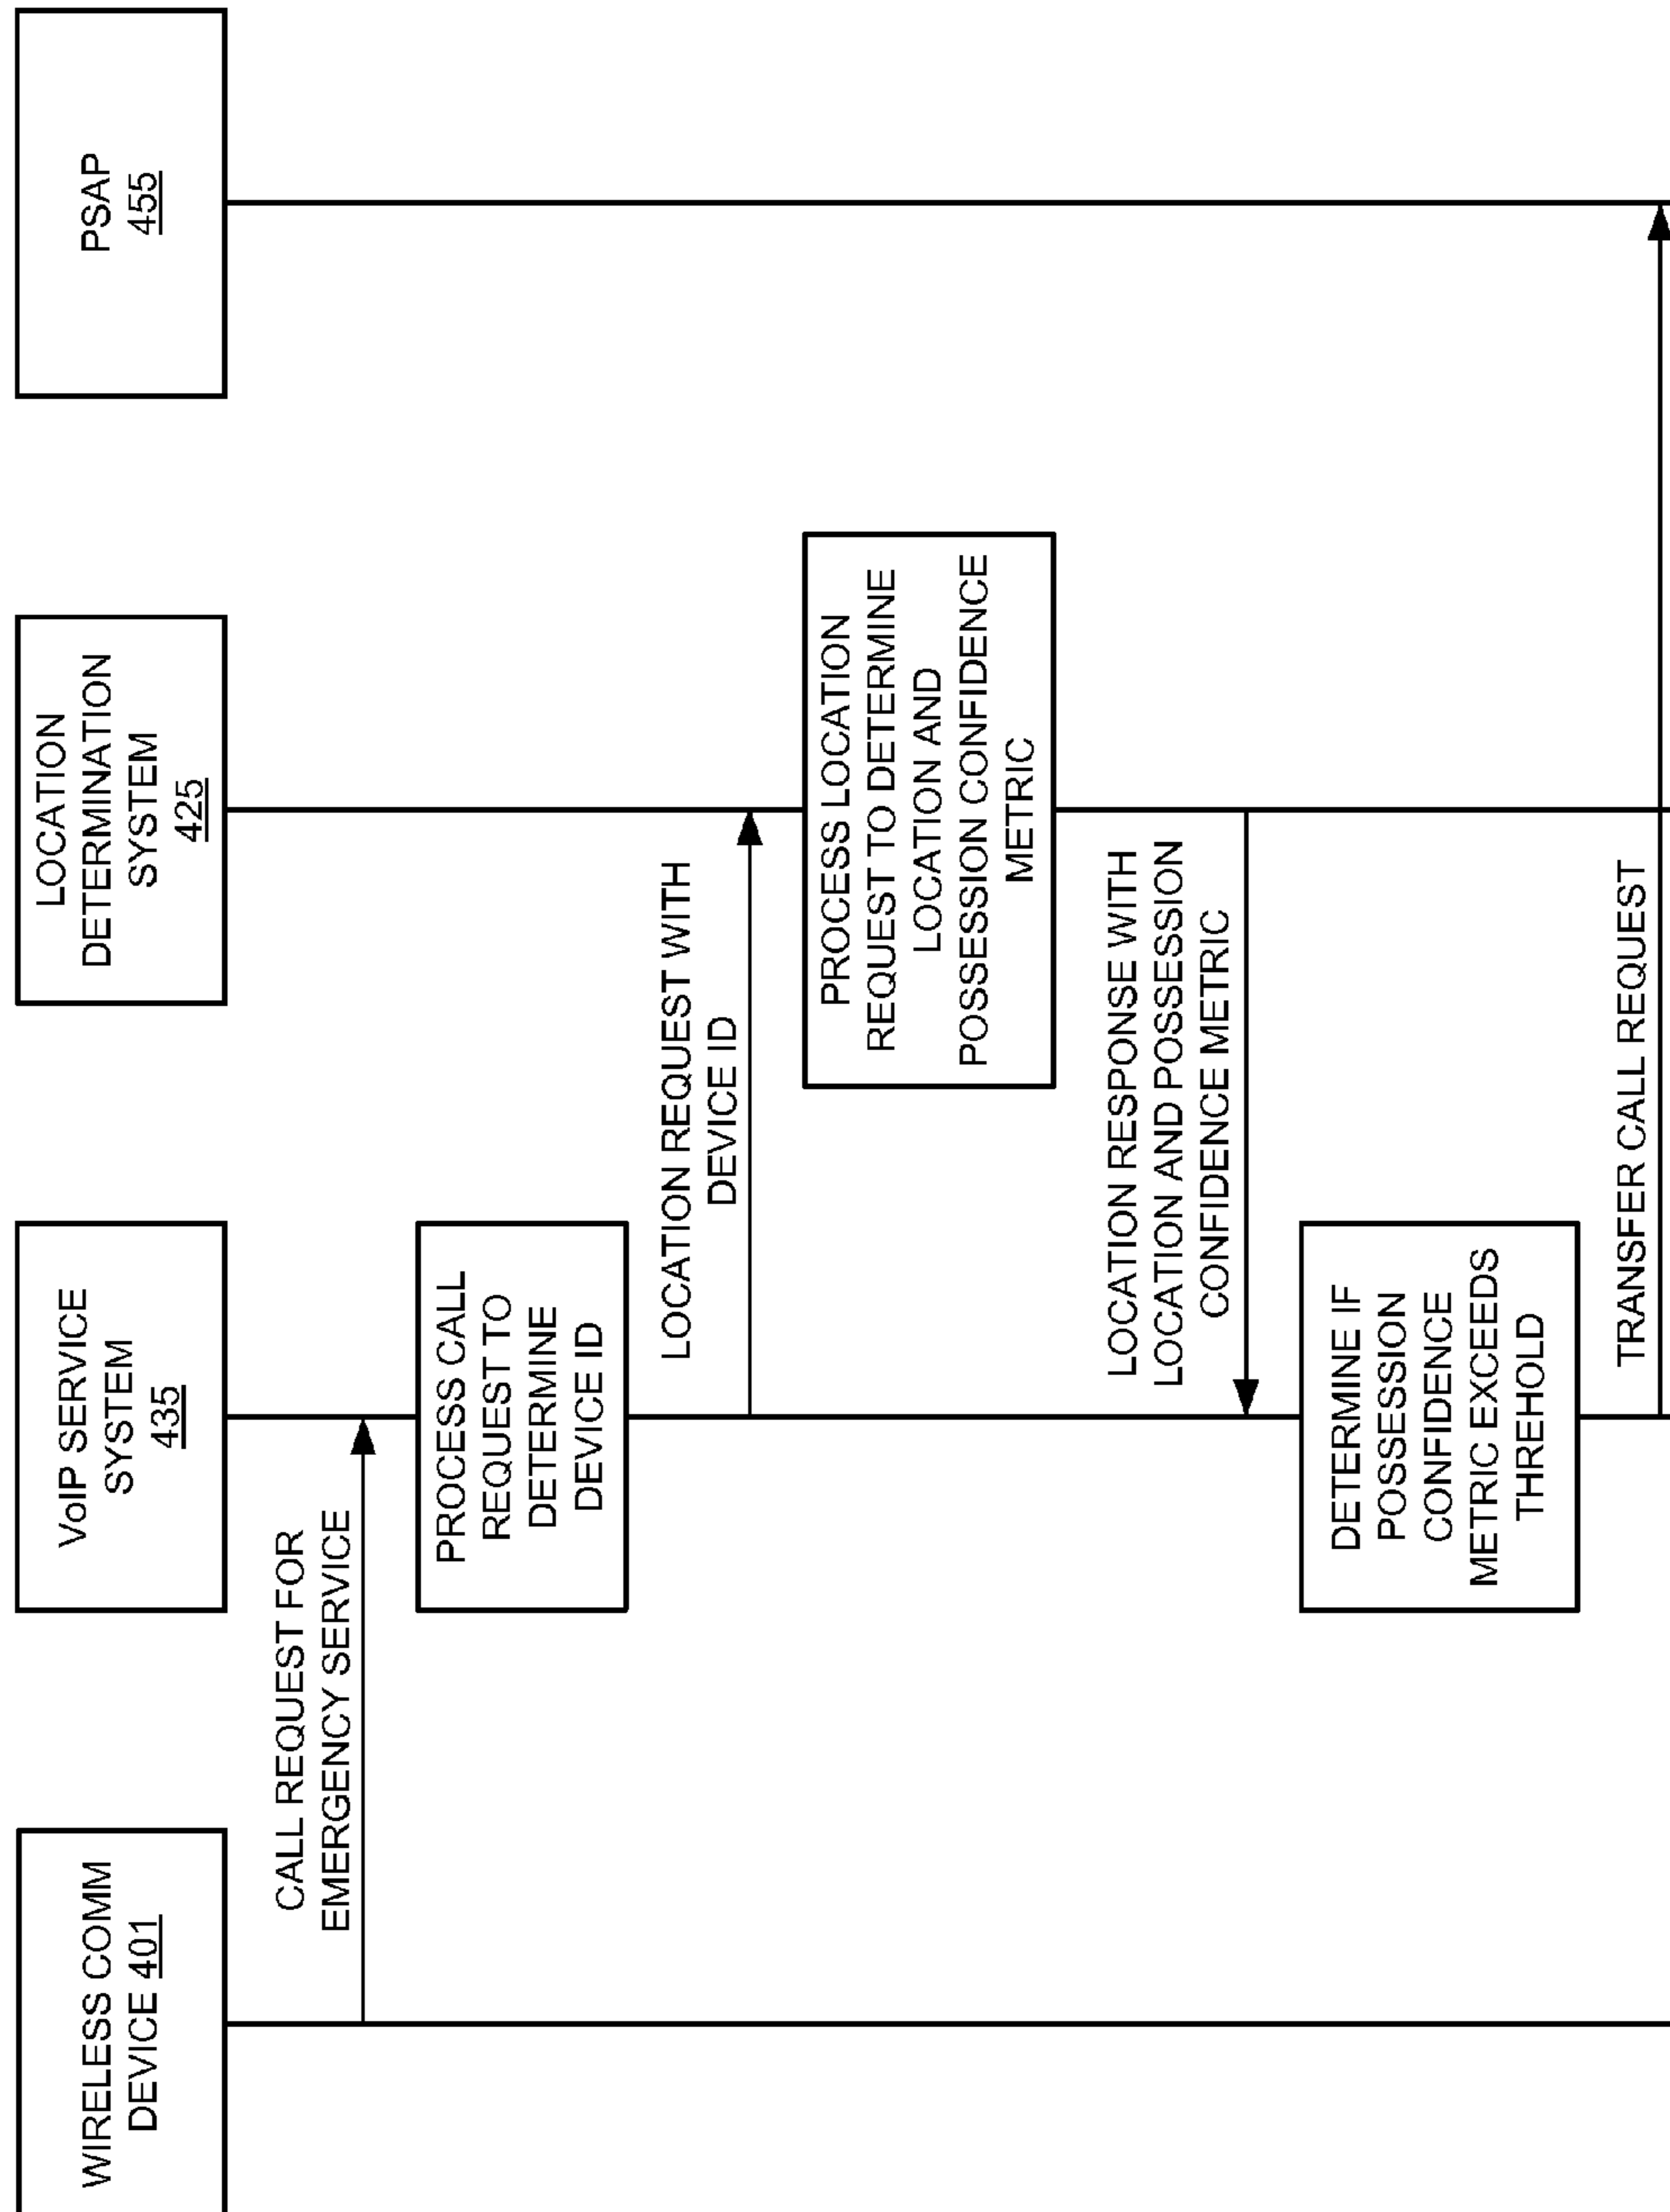 WIRELESS COMM
DEVICE 401
VoIP SERVICE
SYSTEM
435
LOCATION
DETERMINATION
SYSTEM
425
PSAP
455
CALL REQUEST FOR
EMERGENCY SERVICE
PROCESS CALL
REQUEST TO
DETERMINE
DEVICE ID
LOCATION REQUEST WITH
DEVICE ID
PROCESS LOCATION
REQUEST TO DETERMINE
LOCATION AND
POSSESSION CONFIDENCE
METRIC
LOCATION RESPONSE WITH
LOCATION AND POSSESSION
CONFIDENCE METRIC
DETERMINE IF
POSSESSION
CONFIDENCE
METRIC EXCEEDS
THREHOLD
TRANSFER CALL REQUEST